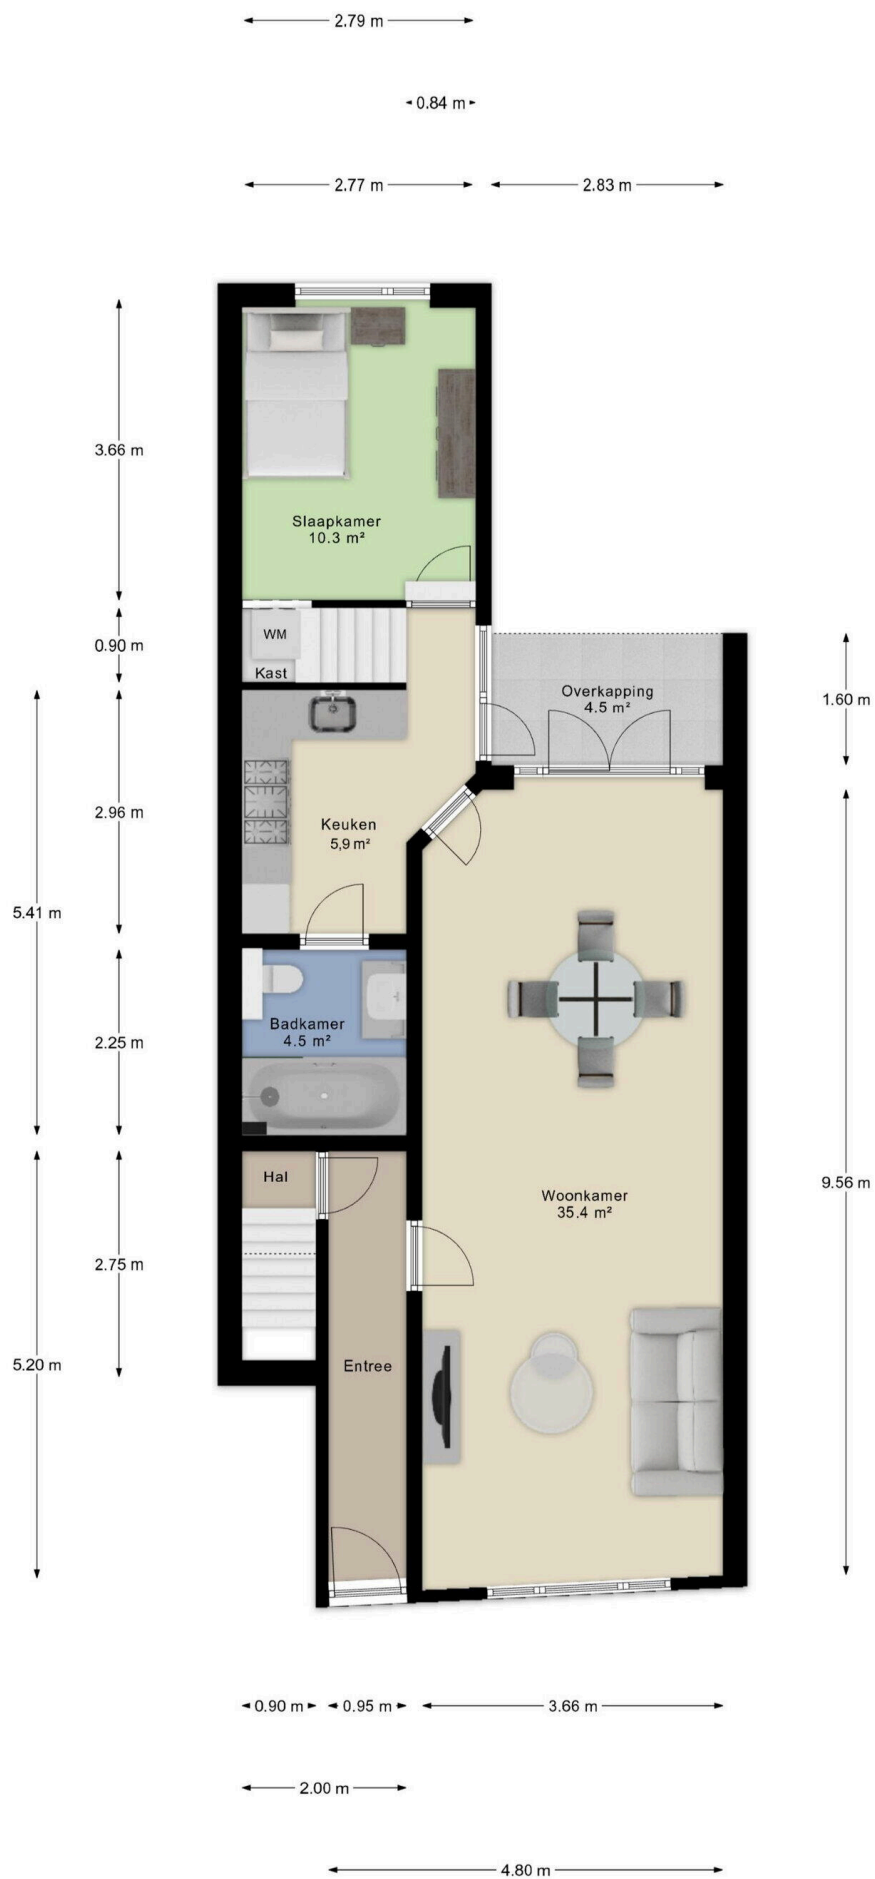 2.79 m
0.84 m
2.77 m
2.83 m
3.66 m
Slaapkamer
10.3 m²
0.90 m
WM
Kast
Overkapping
4.5 m²
1.60 m
2.96 m
Keuken
5,9 m²
5.41 m
2.25 m
Badkamer
4.5 m²
Hal
Woonkamer
35.4 m²
9.56 m
2.75 m
5.20 m
Entree
0.90 m
0.95 m
3.66 m
2.00 m
4.80 m